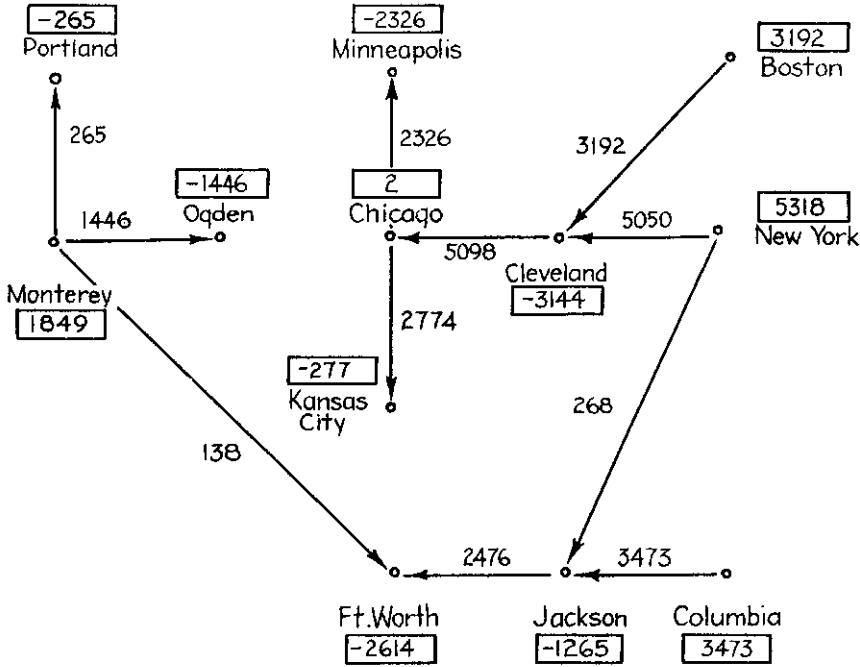 -265
Portland
-2326
Minneapolis
3192
Boston
265
2326
3192
-1446
Ogden
2
Chicago
5318
New York
1446
5098
5050
Cleveland
-3144
Monterey
1849
2774
-277
Kansas
City
268
138
2476
3473
Ft. Worth
-2614
Jackson
-1265
Columbia
3473